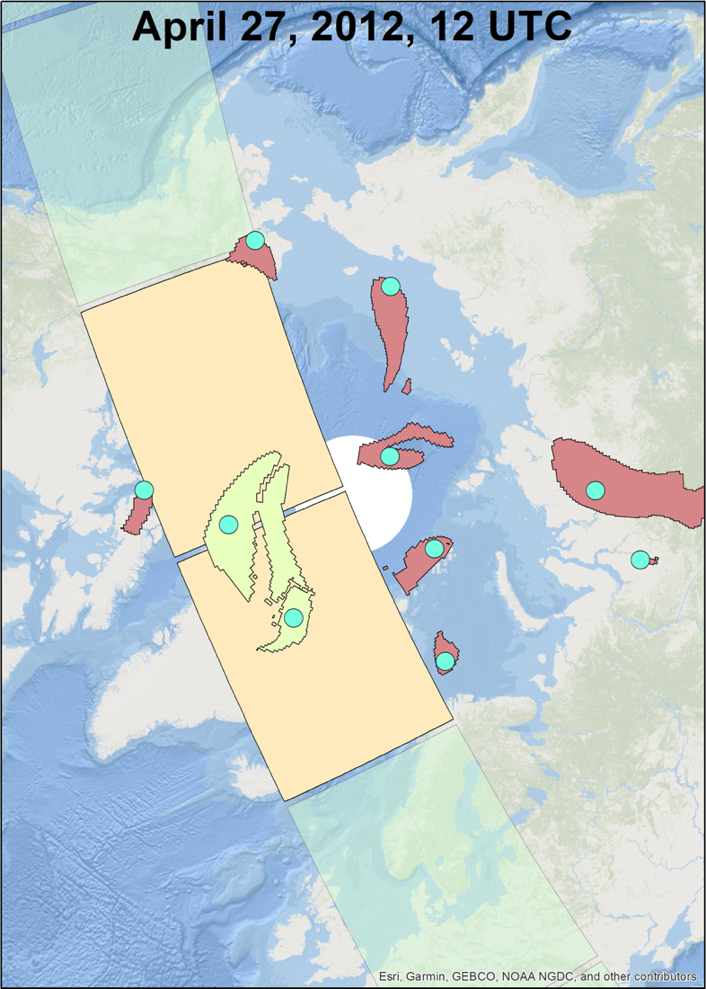 April 27, 2012, 12 UTC
Esri, Garmin, GEBCO, NOAA NGDC, and other contributors